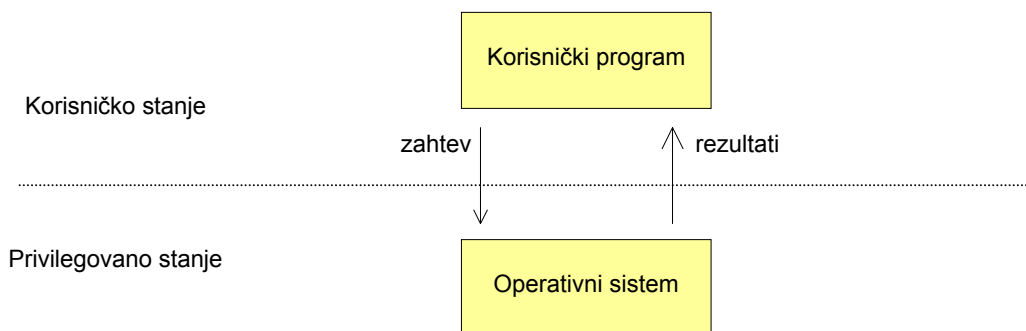 Korisnički program
Korisničko stanje
zahtev
rezultati
Privilegovano stanje
Operativni sistem